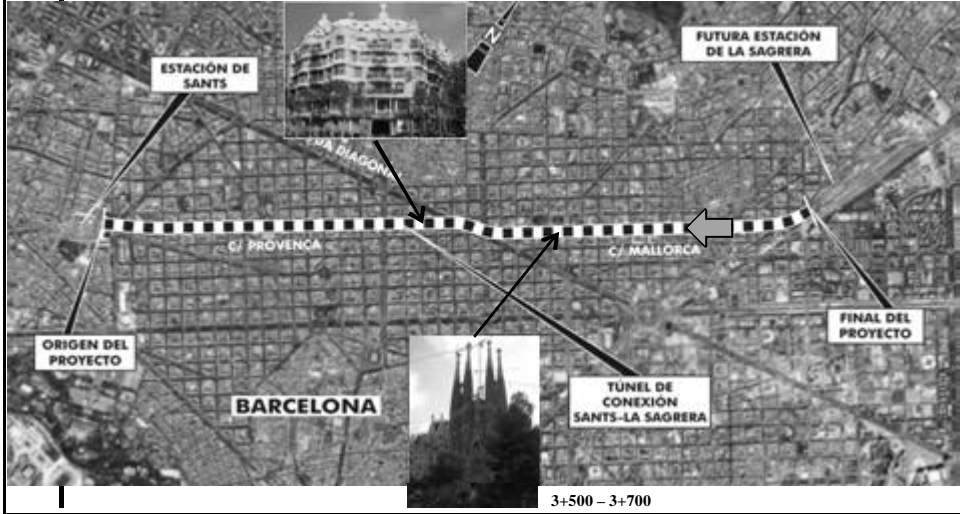 FUTURA ESTACIÓN
DE LA SAGRERA
ESTACIÓN DE
SANTS
N
DIAGONAL
C/ PROVENÇA
C/ MALLORCA
ORIGEN DEL
PROYECTO
FINAL DEL
PROYECTO
TÚNEL DE
CONEXIÓN
SANTS-LA SAGRERA
BARCELONA
3+500 – 3+700